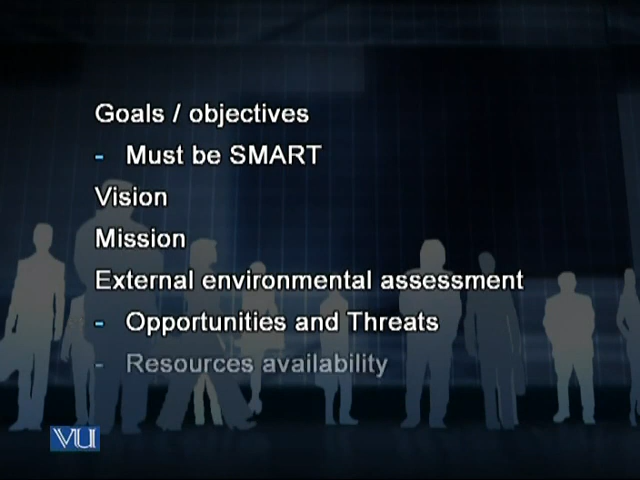 Goals / objectives
- Must be SMART
Vision
Mission
External environmental assessment
- Opportunities and Threats
- Resources availability
VU